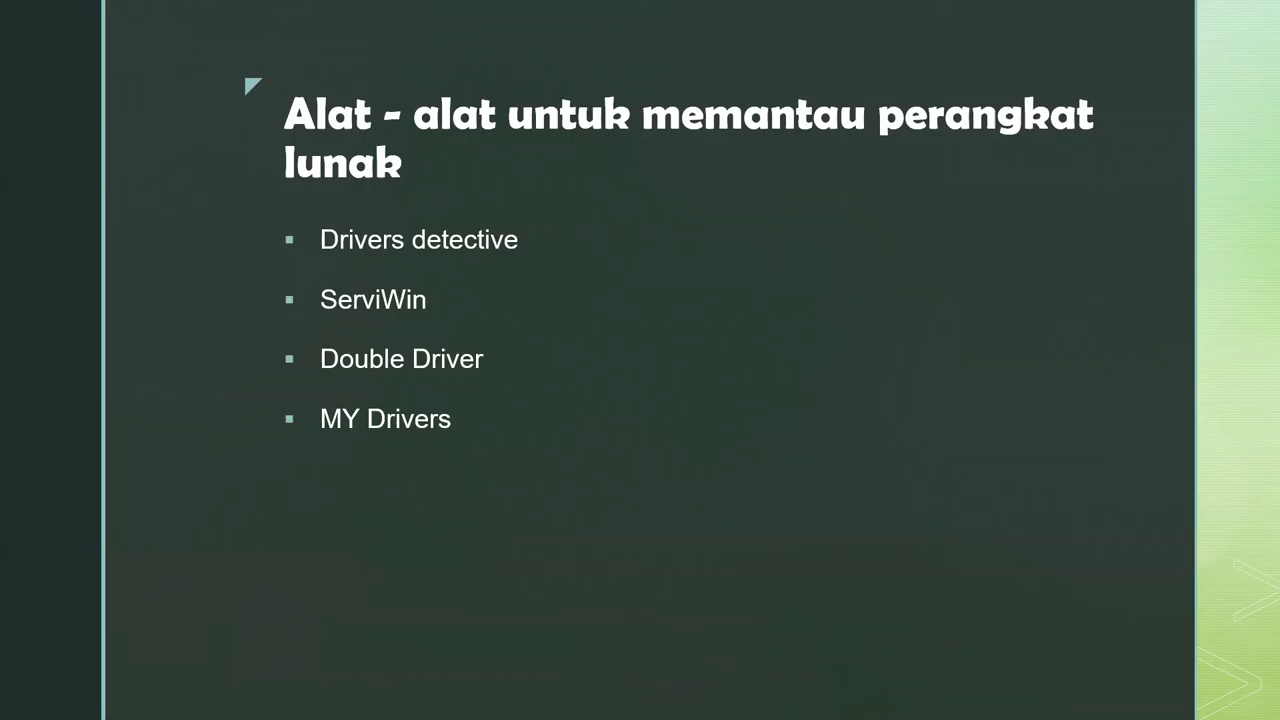 Alat - alat untuk memantau perangkat
lunak
▪ Drivers detective
▪ ServiWin
▪ Double Driver
▪ MY Drivers